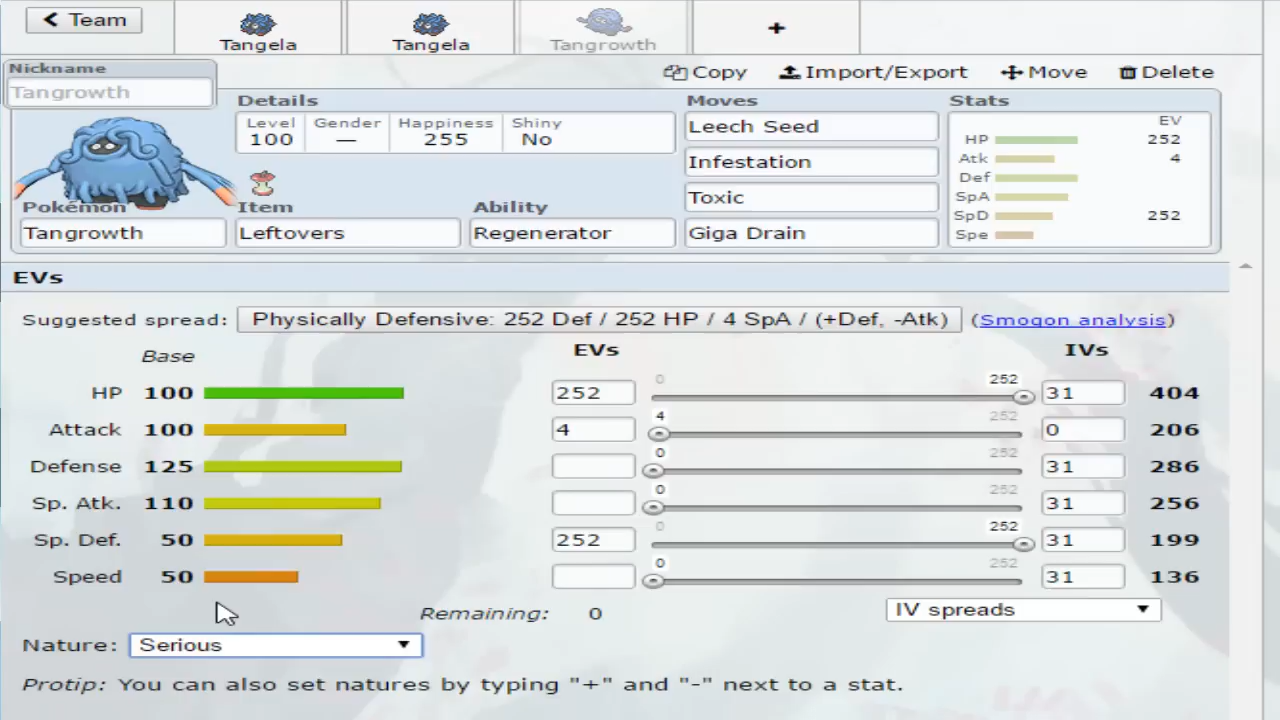 Team
Tangela
Tangela
Tangrowth
+
Copy
Import/Export
Move
Delete
Nickname
Tangrowth
Details
Level
100
Gender
—
Happiness
255
Shiny
No
Pokémon
Tangrowth
Item
Leftovers
Ability
Regenerator
Moves
Leech Seed
Infestation
Toxic
Giga Drain
Stats
EV
HP 252
Atk 4
Def
SpA
SpD 252
Spe
EVs
Suggested spread: Physically Defensive: 252 Def / 252 HP / 4 SpA / (+Def, -Atk) (Smogon analysis)
Base EVs IVs
HP 100 252 0 252 31 404
Attack 100 4 4 252 0 206
Defense 125 0 252 31 286
Sp. Atk. 110 0 252 31 256
Sp. Def. 50 252 0 252 31 199
Speed 50 0 252 31 136
Remaining: 0
IV spreads
Nature: Serious
Protip: You can also set natures by typing "+" and "-" next to a stat.